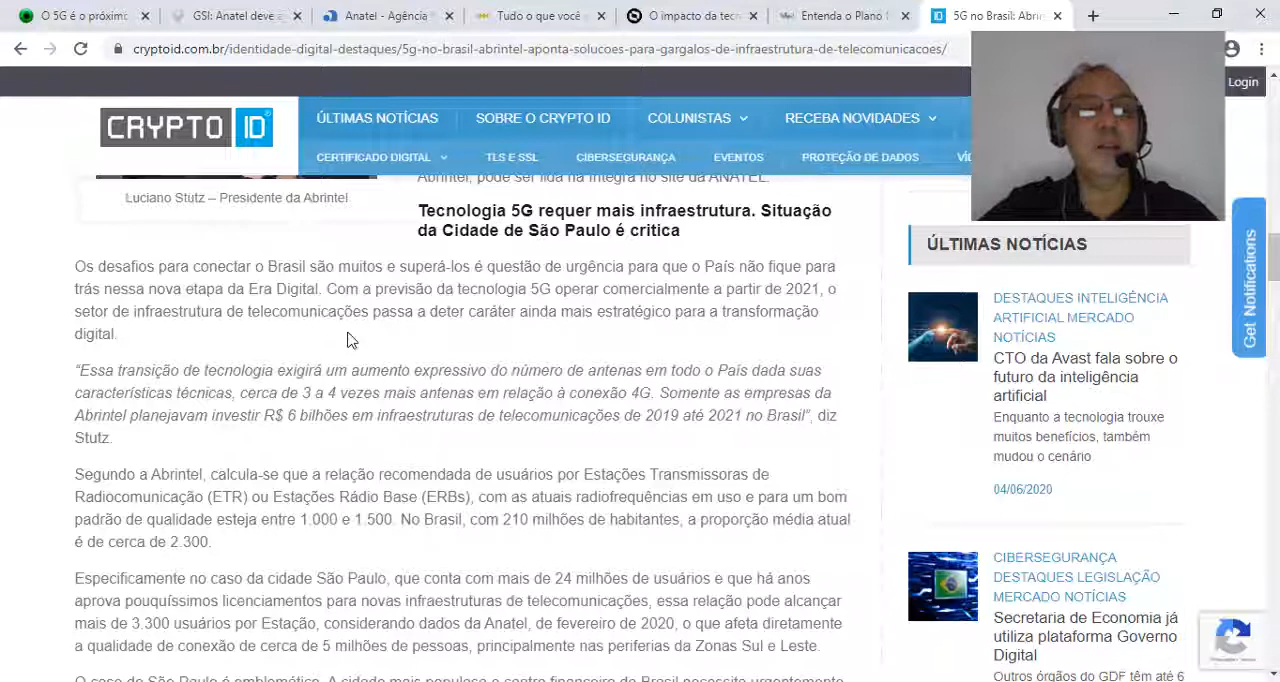 O 5G é o próximo
GSI: Anatel deve a
Anatel - Agência
Tudo o que você
O impacto da tecn
Entenda o Plano
5G no Brasil: Abrin
cryptoid.com.br/identidade-digital-destaques/5g-no-brasil-abrintel-aponta-solucoes-para-gargalos-de-infraestrutura-de-telecomunicacoes/
Login
CRYPTO ID
ÚLTIMAS NOTÍCIAS
SOBRE O CRYPTO ID
COLUNISTAS
RECEBA NOVIDADES
CERTIFICADO DIGITAL
TLS E SSL
CIBERSEGURANÇA
EVENTOS
PROTEÇÃO DE DADOS
Abrintel, pode ser lida na íntegra no site da ANATEL.
Luciano Stutz – Presidente da Abrintel
Tecnologia 5G requer mais infraestrutura. Situação
da Cidade de São Paulo é critica
Os desafios para conectar o Brasil são muitos e superá-los é questão de urgência para que o País não fique para
trás nessa nova etapa da Era Digital. Com a previsão da tecnologia 5G operar comercialmente a partir de 2021, o
setor de infraestrutura de telecomunicações passa a deter caráter ainda mais estratégico para a transformação
digital.
“Essa transição de tecnologia exigirá um aumento expressivo do número de antenas em todo o País dada suas
características técnicas, cerca de 3 a 4 vezes mais antenas em relação à conexão 4G. Somente as empresas da
Abrintel planejavam investir R$ 6 bilhões em infraestruturas de telecomunicações de 2019 até 2021 no Brasil”, diz
Stutz.
Segundo a Abrintel, calcula-se que a relação recomendada de usuários por Estações Transmissoras de
Radiocomunicação (ETR) ou Estações Rádio Base (ERBs), com as atuais radiofrequências em uso e para um bom
padrão de qualidade esteja entre 1.000 e 1.500. No Brasil, com 210 milhões de habitantes, a proporção média atual
é de cerca de 2.300.
Especificamente no caso da Cidade São Paulo, que conta com mais de 24 milhões de usuários e que há anos
aprova pouquíssimos licenciamentos para novas infraestruturas de telecomunicações, essa relação pode alcançar
mais de 3.300 usuários por Estação, considerando dados da Anatel, de fevereiro de 2020, o que afeta diretamente
a qualidade de conexão de cerca de 5 milhões de pessoas, principalmente nas periferias da Zonas Sul e Leste.
O caso de São Paulo é emblemático. A cidade mais populosa e centro financeiro do Brasil necessita urgentemente
ÚLTIMAS NOTÍCIAS
DESTAQUES INTELIGÊNCIA
ARTIFICIAL MERCADO
NOTÍCIAS
CTO da Avast fala sobre o
futuro da inteligência
artificial
Enquanto a tecnologia trouxe
muitos benefícios, também
mudou o cenário
04/06/2020
CIBERSEGURANÇA
DESTAQUES LEGISLAÇÃO
MERCADO NOTÍCIAS
Secretaria de Economia já
utiliza plataforma Governo
Digital
Outros órgãos do GDF têm até 6
Get Notifications